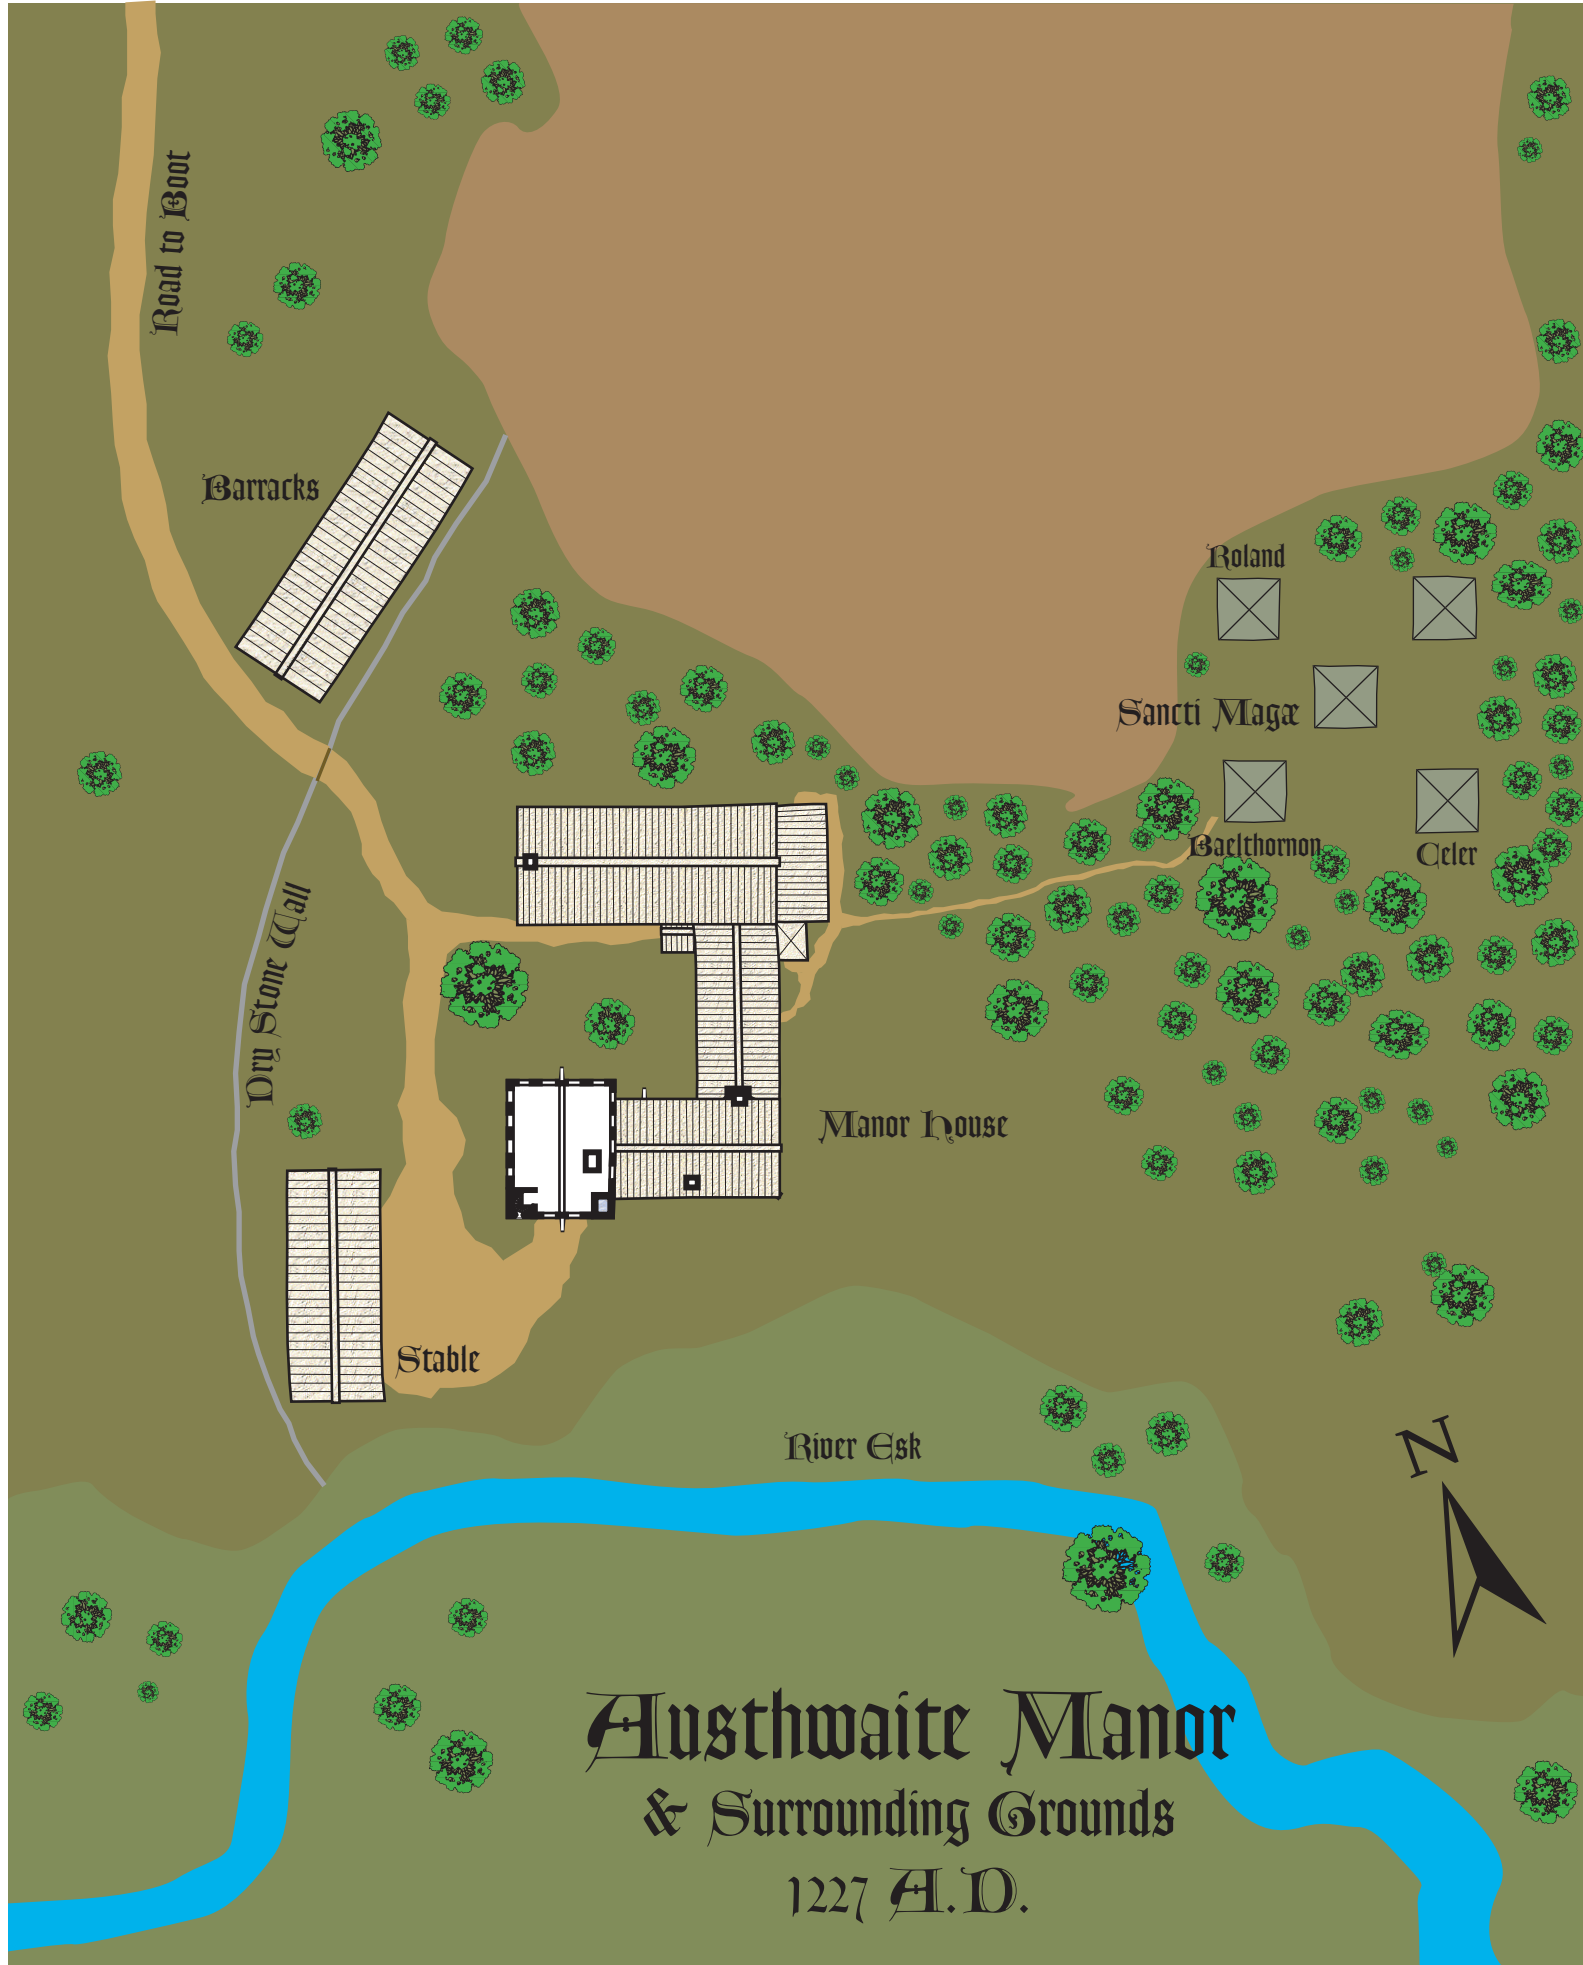 Road to Boot
Barracks
Roland
Sancti Magæ
Baelthornon
Celer
Dry Stone Wall
Manor House
Stable
River Esk
N
Austhwaite Manor
& Surrounding Grounds
1227 A.D.